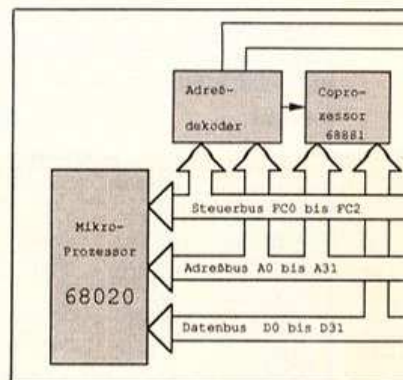 Adreß-
dekoder
Copro-
zessor
68881
Steuerbus FC0 bis FC2
Mikro-
Prozessor
68020
Adreßbus A0 bis A31
Datenbus D0 bis D31